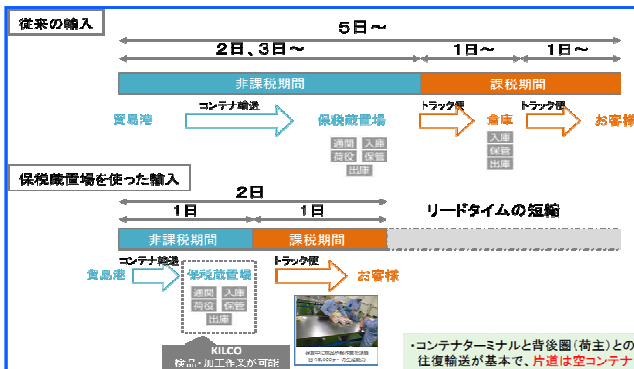 従来の輸入
5日～
2日、3日～
1日～
1日～
非課税期間
課税期間
コンテナ輸送
トラック便
トラック便
保税蔵置場
倉庫
お客様
通関 入庫
荷役 保管
出庫
入庫
保管
出庫
保税蔵置場を使った輸入
2日
1日
1日
リードタイムの短縮
非課税期間
課税期間
コンテナ輸送
トラック便
保税蔵置場
お客様
通関 入庫
荷役 保管
出庫
KILCO
検品・加工作業が可能
・コンテナターミナルと背後圏(荷主)との
往復輸送が基本で、片道は空コンテナ